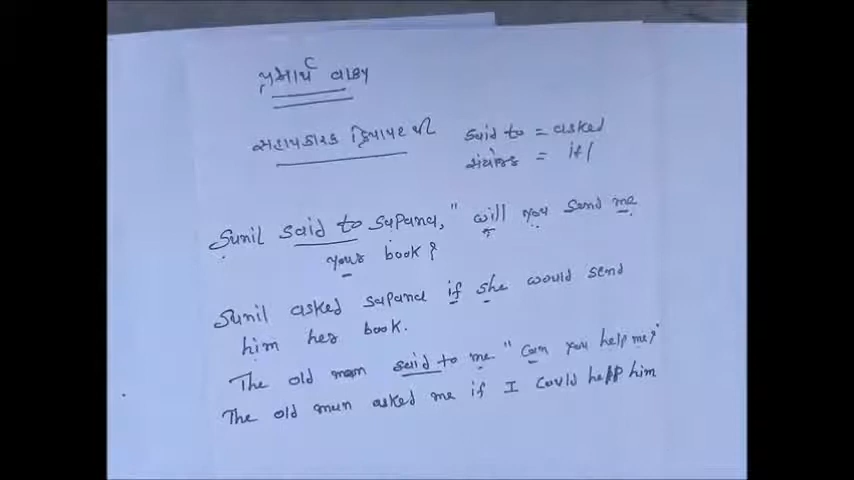 પ્રશ્નાર્થ વાક્ય
સહાયકારક ક્રિયાપદ થી said to = asked
સંયોજક = if/
Sunil said to Sapana, " will you send me
your book?
Sunil asked sapana if she would send
him her book.
The old man said to me " Can you help me?"
The old man asked me if I could help him